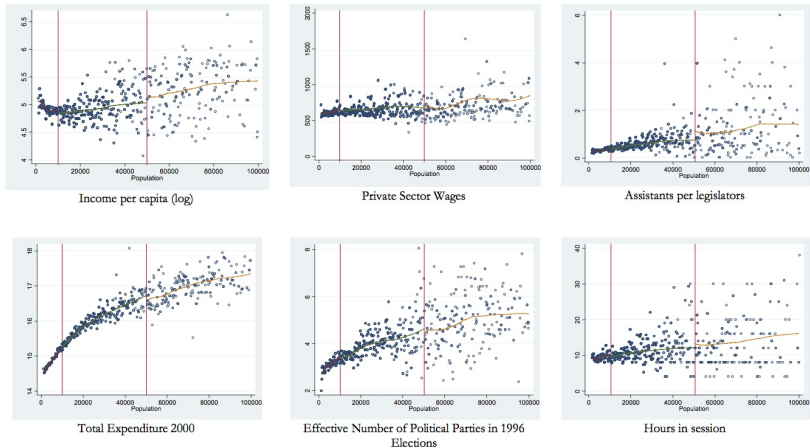 6.5
6
5.5
5
4.5
4
0 20000 40000 60000 80000 100000
Population
Income per capita (log)
2000
1500
1000
500
0
0 20000 40000 60000 80000 100000
Population
Private Sector Wages
6
4
2
0
0 20000 40000 60000 80000 100000
Population
Assistants per legislators
18
17
16
15
14
0 20000 40000 60000 80000 100000
Population
Total Expenditure 2000
8
6
4
2
0 20000 40000 60000 80000 100000
Population
Effective Number of Political Parties in 1996
Elections
40
30
20
10
0
0 20000 40000 60000 80000 100000
Population
Hours in session